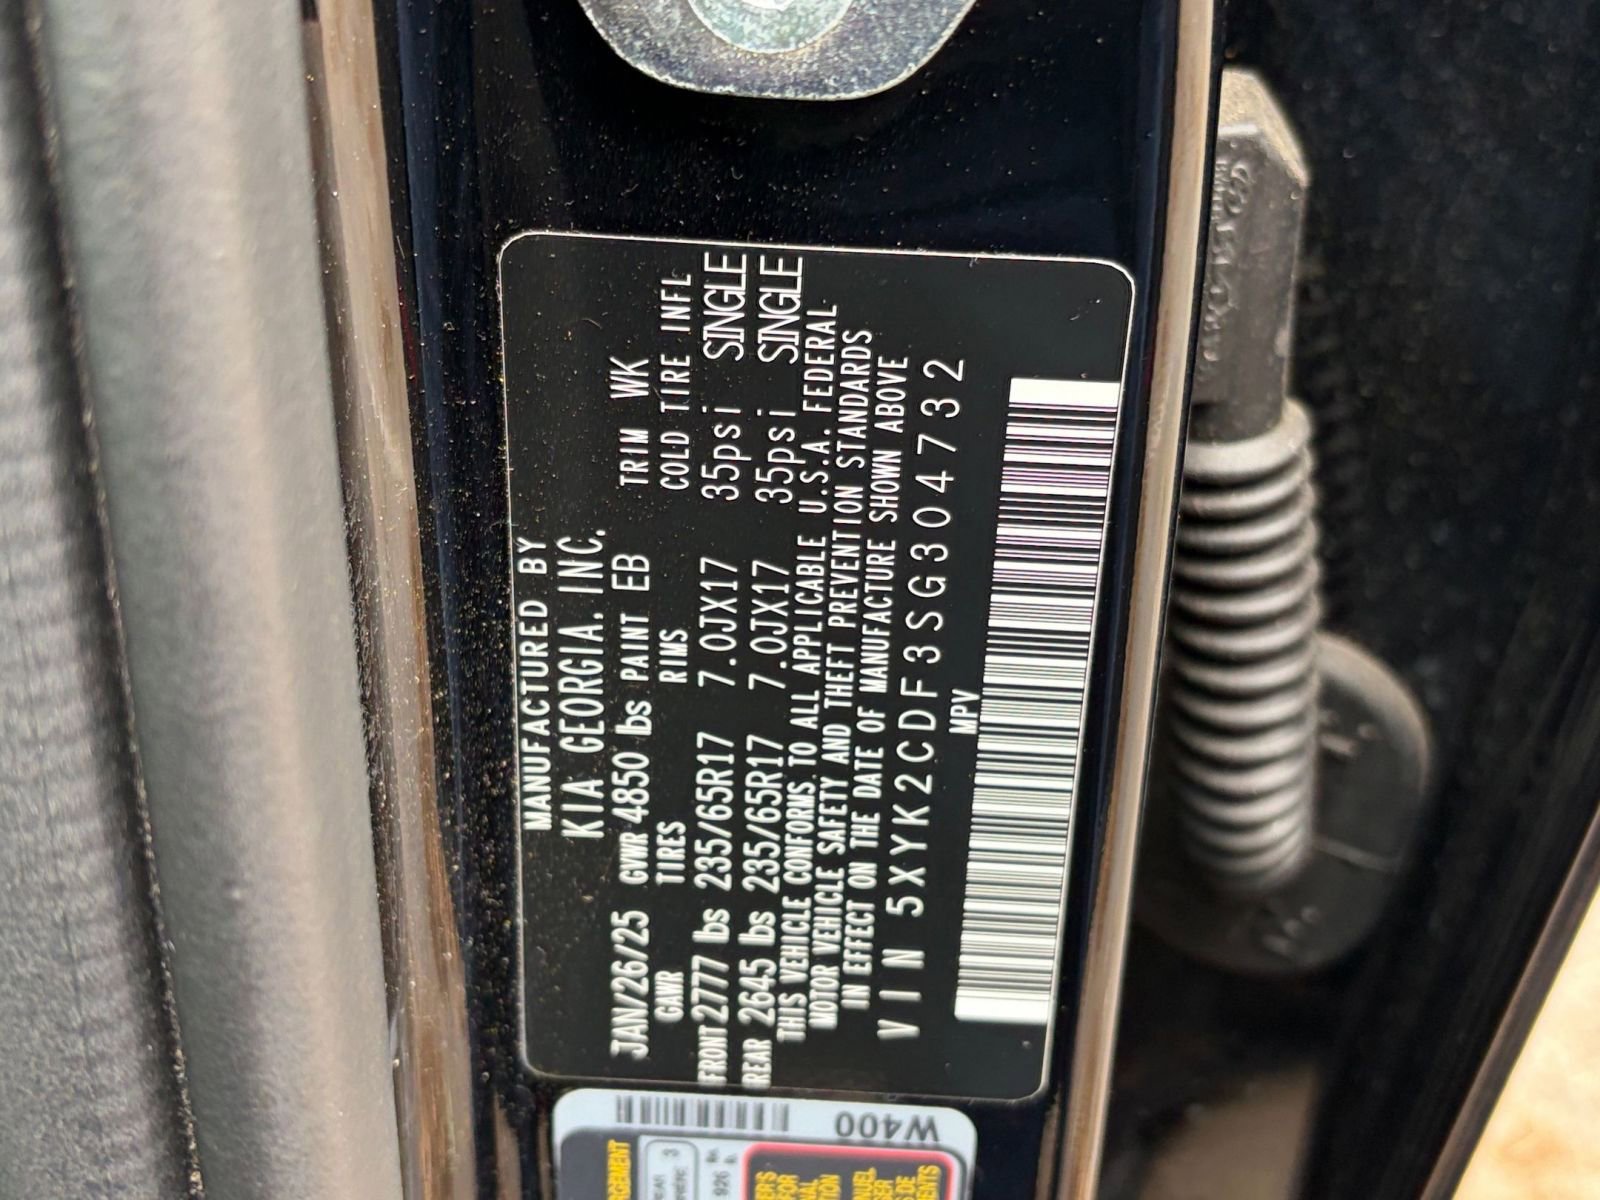 MANUFACTURED BY
KIA GEORGIA. INC.
JAN/26/25 GVWR 4850 lbs PAINT EB TRIM WK
GAWR TIRES RIMS COLD TIRE INFL
FRONT 2777 lbs 235/65R17 7.0JX17 35psi SINGLE
REAR 2645 lbs 235/65R17 7.0JX17 35psi SINGLE
THIS VEHICLE CONFORMS TO ALL APPLICABLE U.S.A. FEDERAL
MOTOR VEHICLE SAFETY AND THEFT PREVENTION STANDARDS
IN EFFECT ON THE DATE OF MANUFACTURE SHOWN ABOVE
VIN 5XYK2CDF3SG304732
MPV
W400
3
926